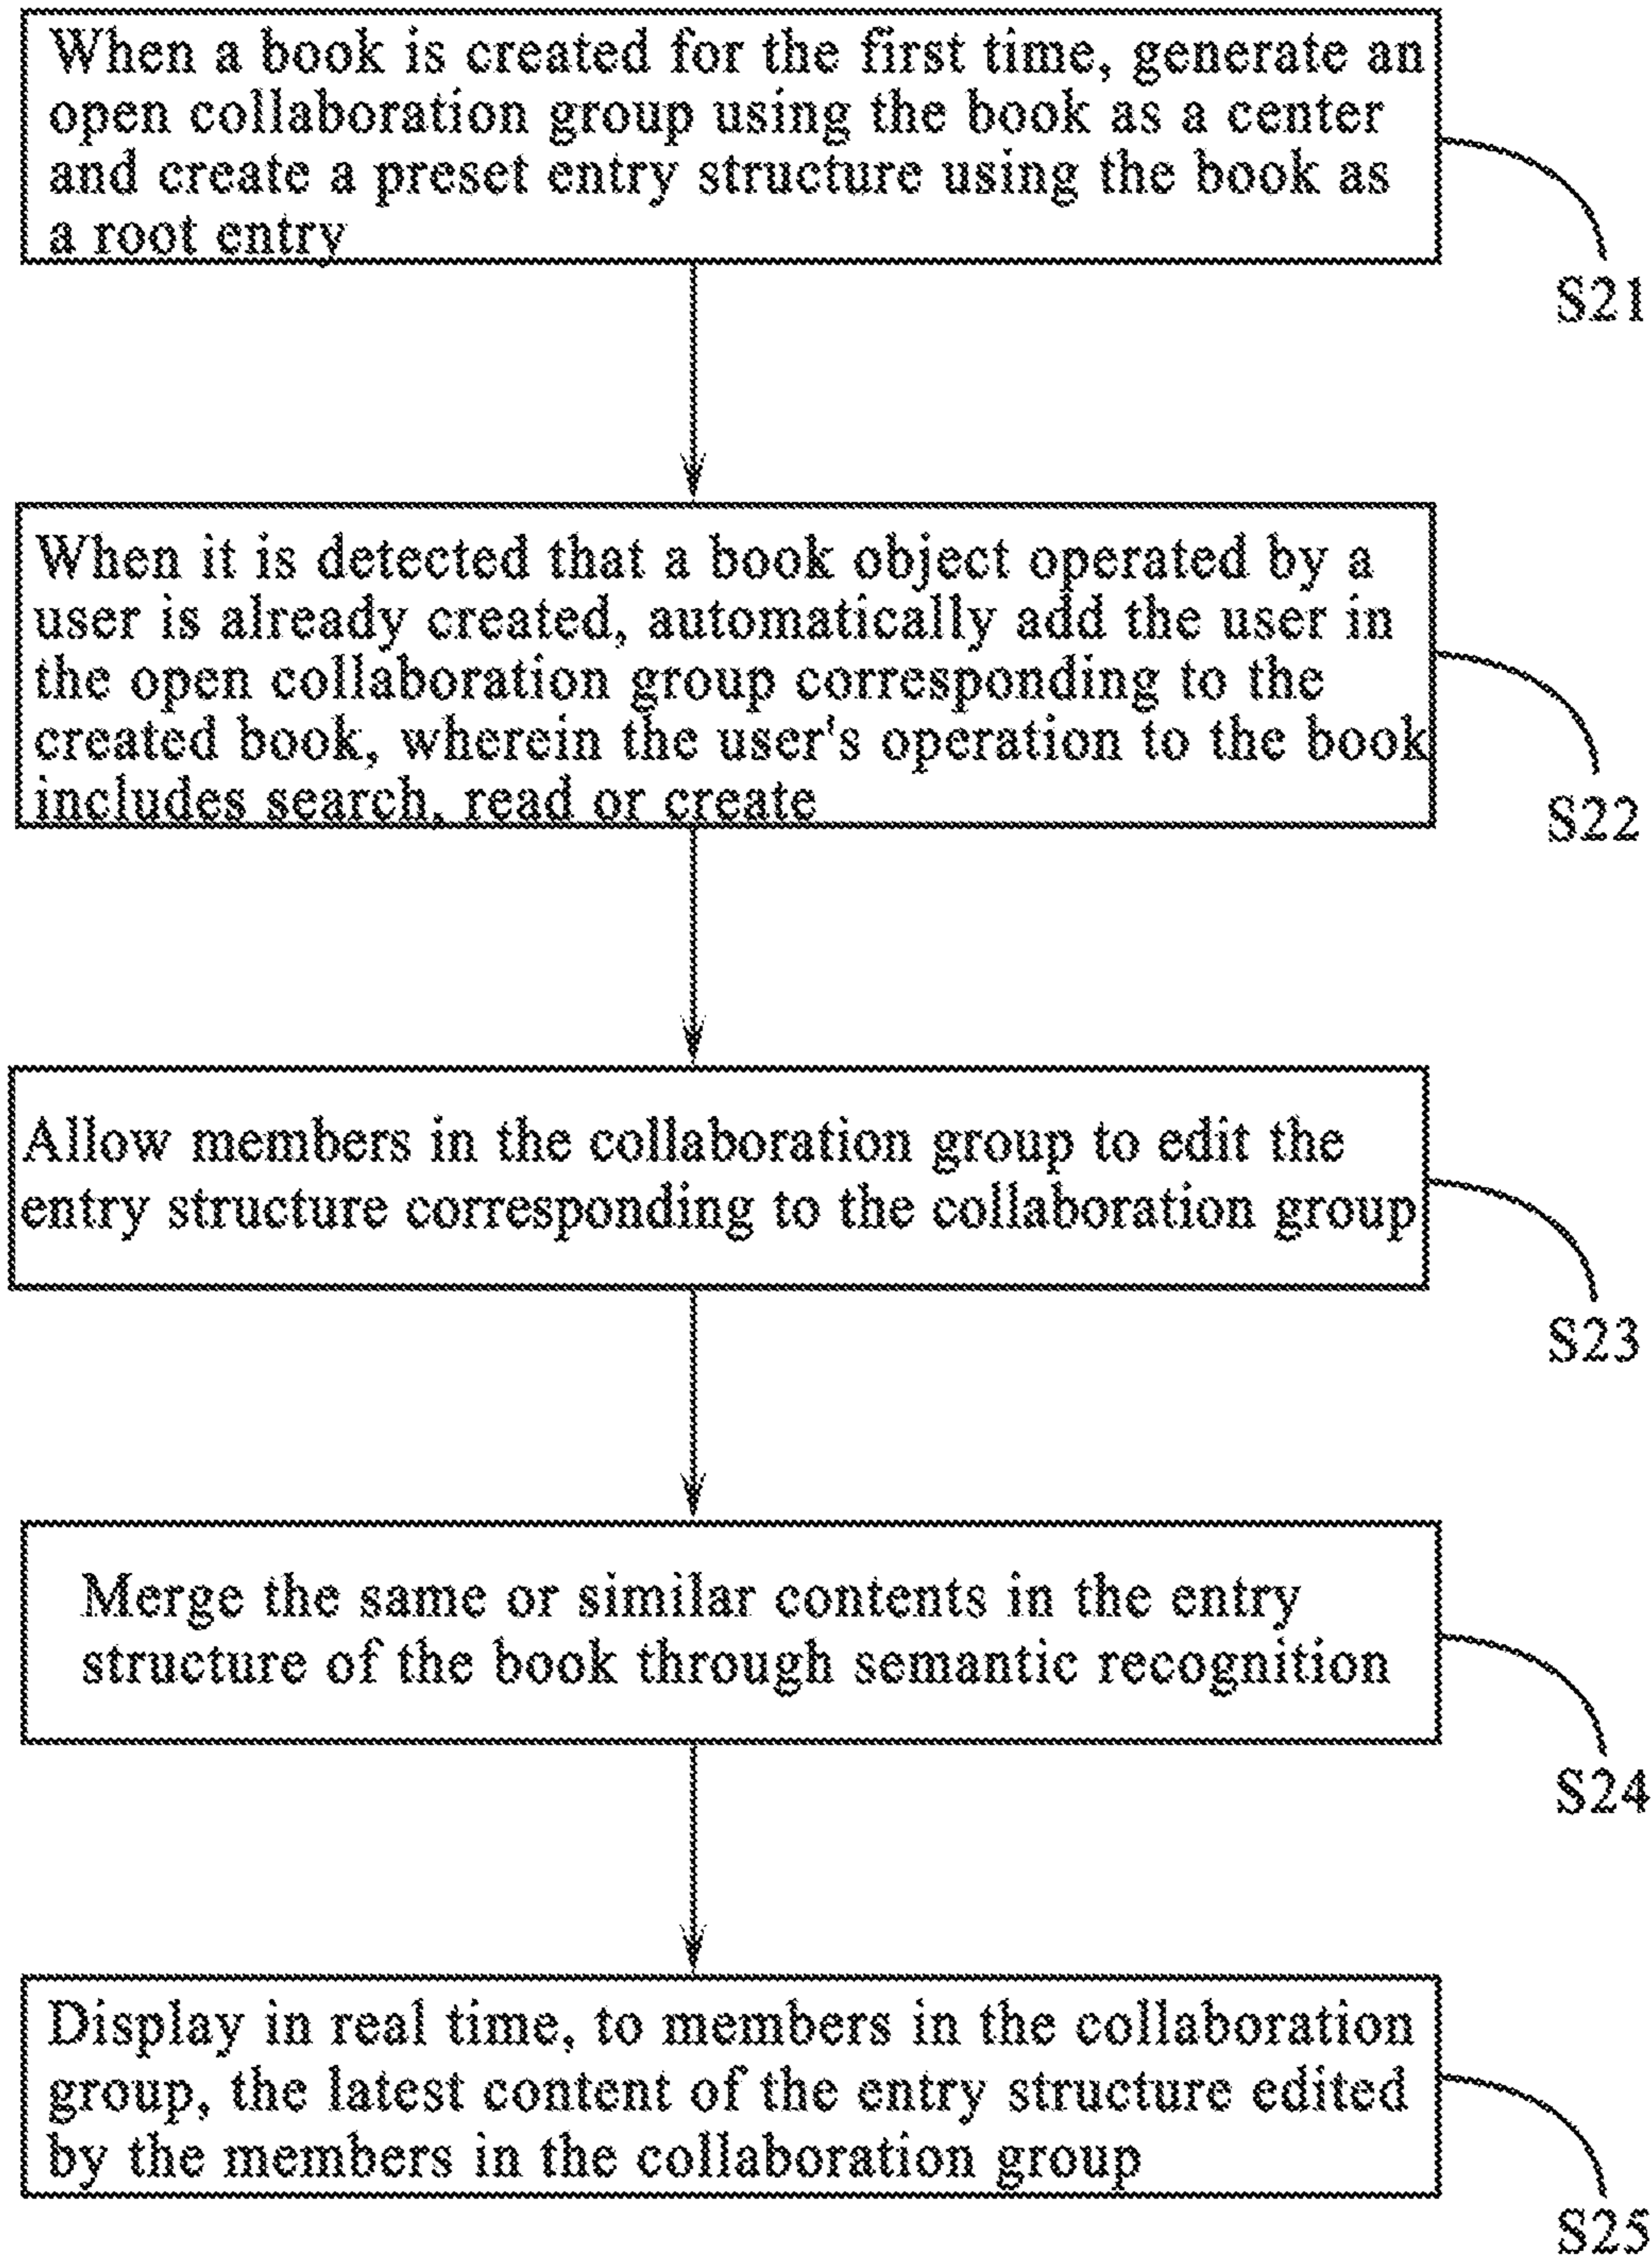 When a book is created for the first time, generate an
open collaboration group using the book as a center
and create a preset entry structure using the book as
a root entry
S21
When it is detected that a book object operated by a
user is already created, automatically add the user in
the open collaboration group corresponding to the
created book, wherein the user's operation to the book
includes search, read or create
S22
Allow members in the collaboration group to edit the
entry structure corresponding to the collaboration group
S23
Merge the same or similar contents in the entry
structure of the book through semantic recognition
S24
Display in real time, to members in the collaboration
group, the latest content of the entry structure edited
by the members in the collaboration group
S25